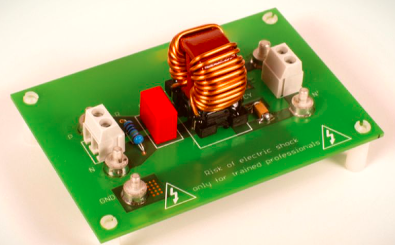 N
GND
Risk of electric shock
only for trained professionals